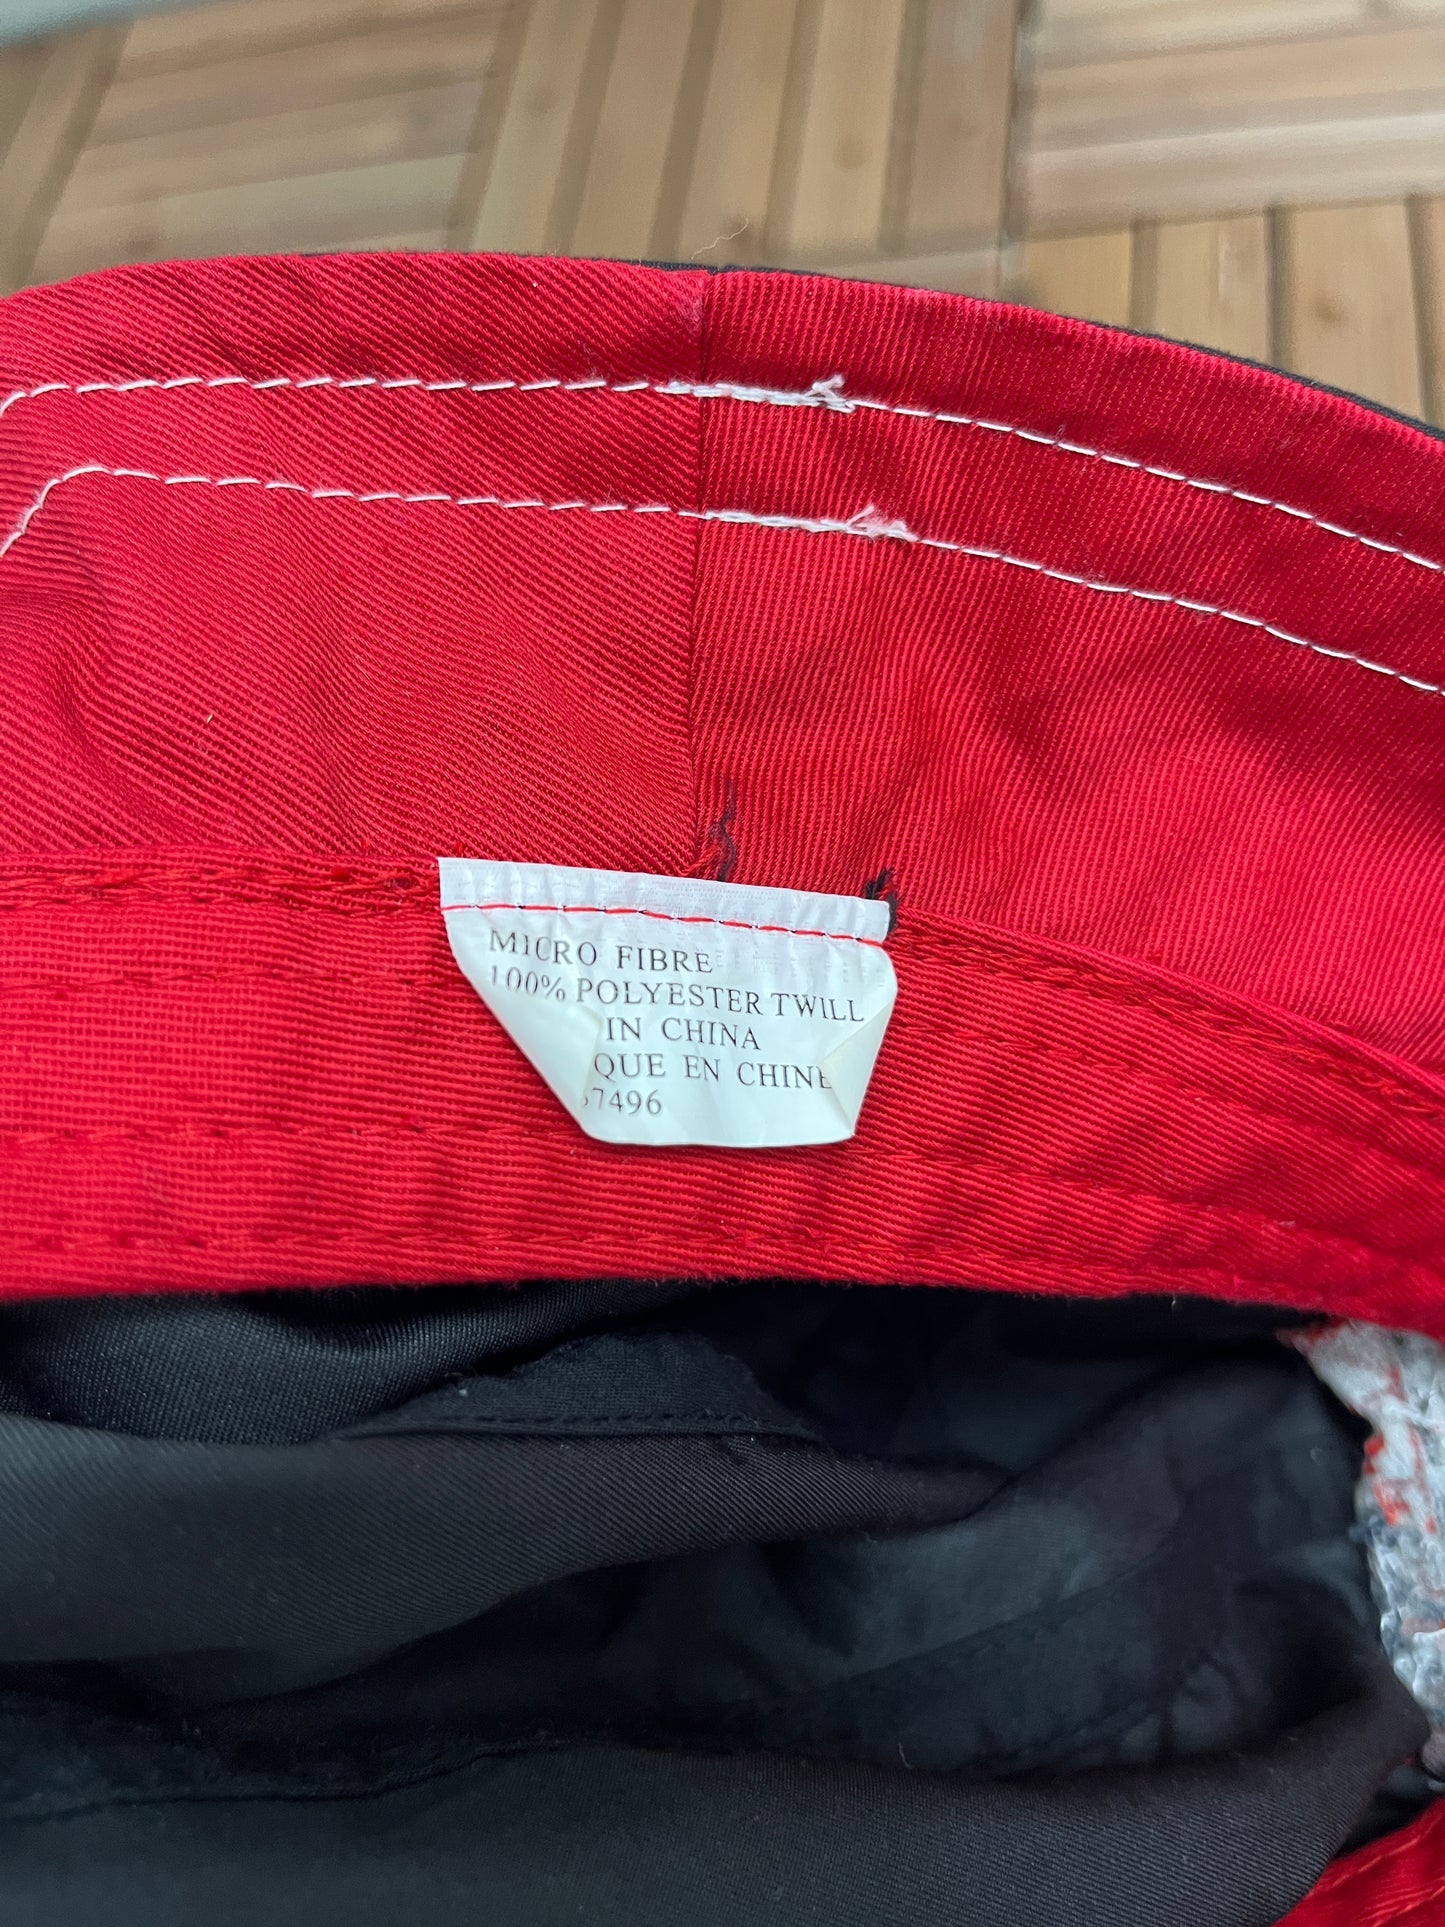 MICRO FIBRE
100% POLYESTER TWILL
IN CHINA
QUE EN CHINE
7496